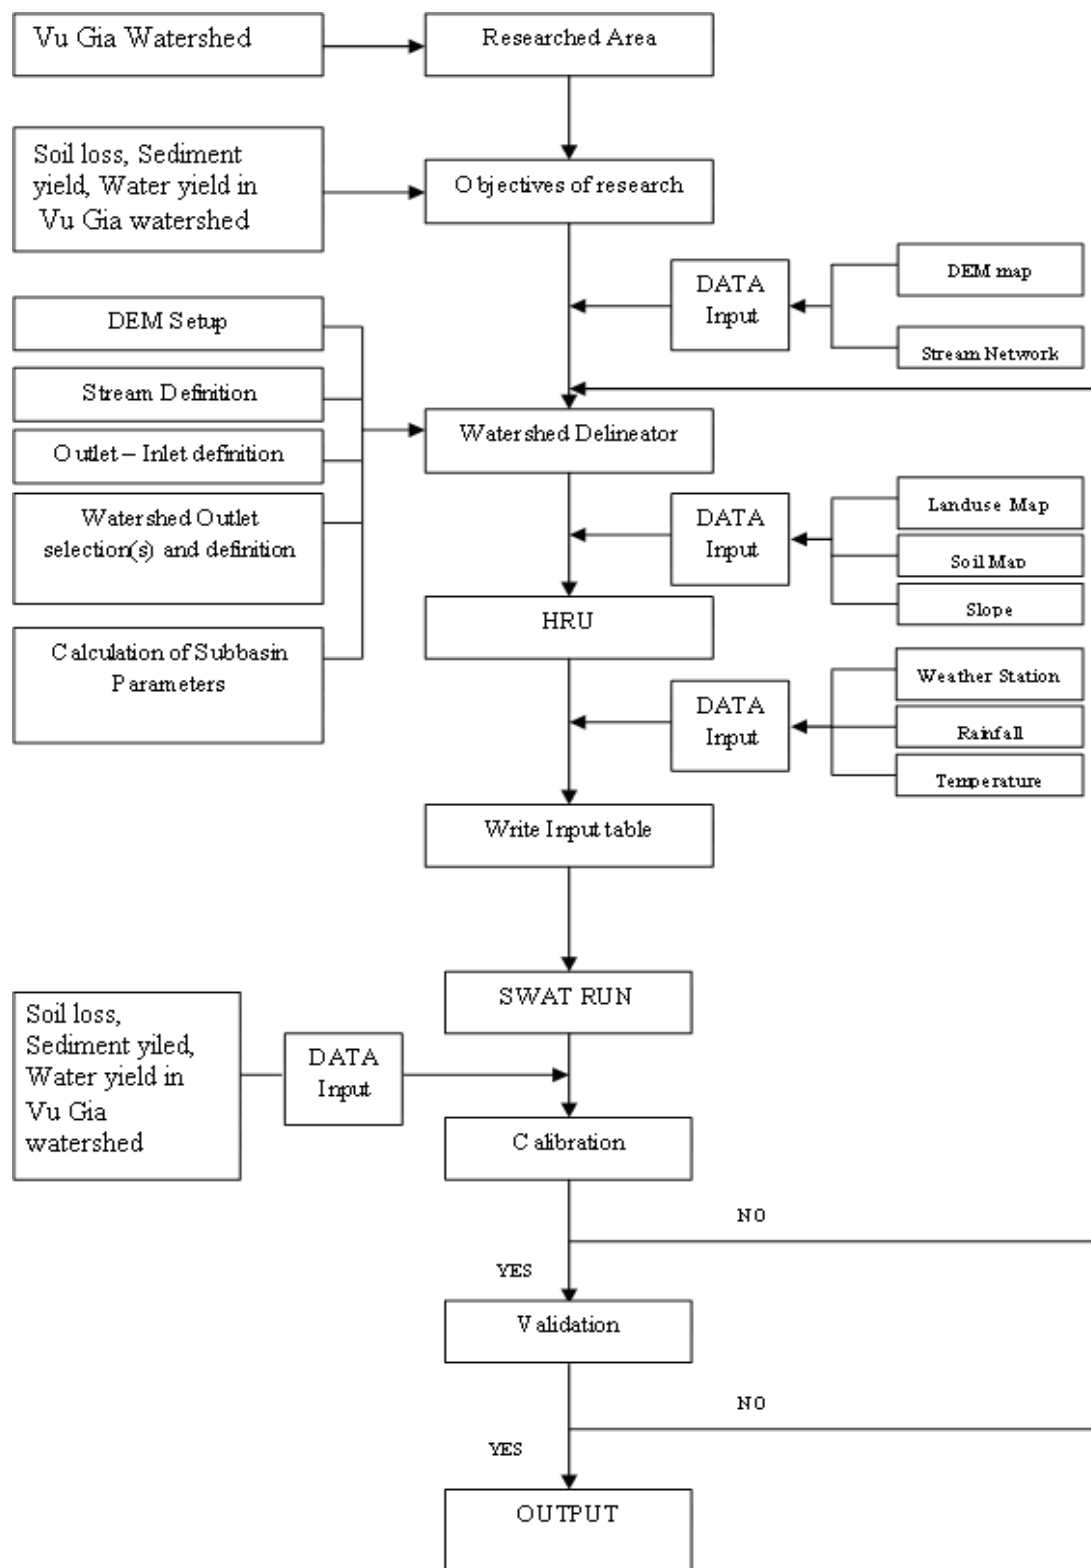 Vu Gia Watershed
Researched Area
Soil loss, Sediment
yield, Water yield in
Vu Gia watershed
Objectives of research
DATA
Input
DEM map
Stream Network
DEM Setup
Stream Definition
Outlet – Inlet definition
Watershed Outlet
selection(s) and definition
Calculation of Subbasin
Parameters
Watershed Delineator
DATA
Input
Landuse Map
Soil Map
Slope
HRU
DATA
Input
Weather Station
Rainfall
Temperature
Write Input table
SWAT RUN
Soil loss,
Sediment yiled,
Water yield in
Vu Gia
watershed
DATA
Input
Calibration
NO
YES
Validation
NO
YES
OUTPUT